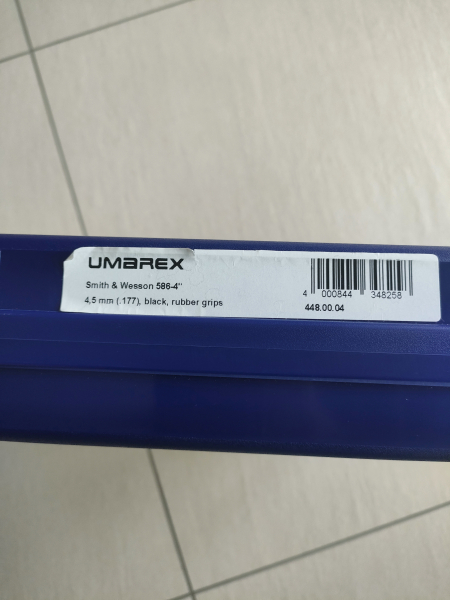 UMAREX
Smith & Wesson 586-4"
4,5 mm (.177), black, rubber grips
4 000844 348258
448.00.04